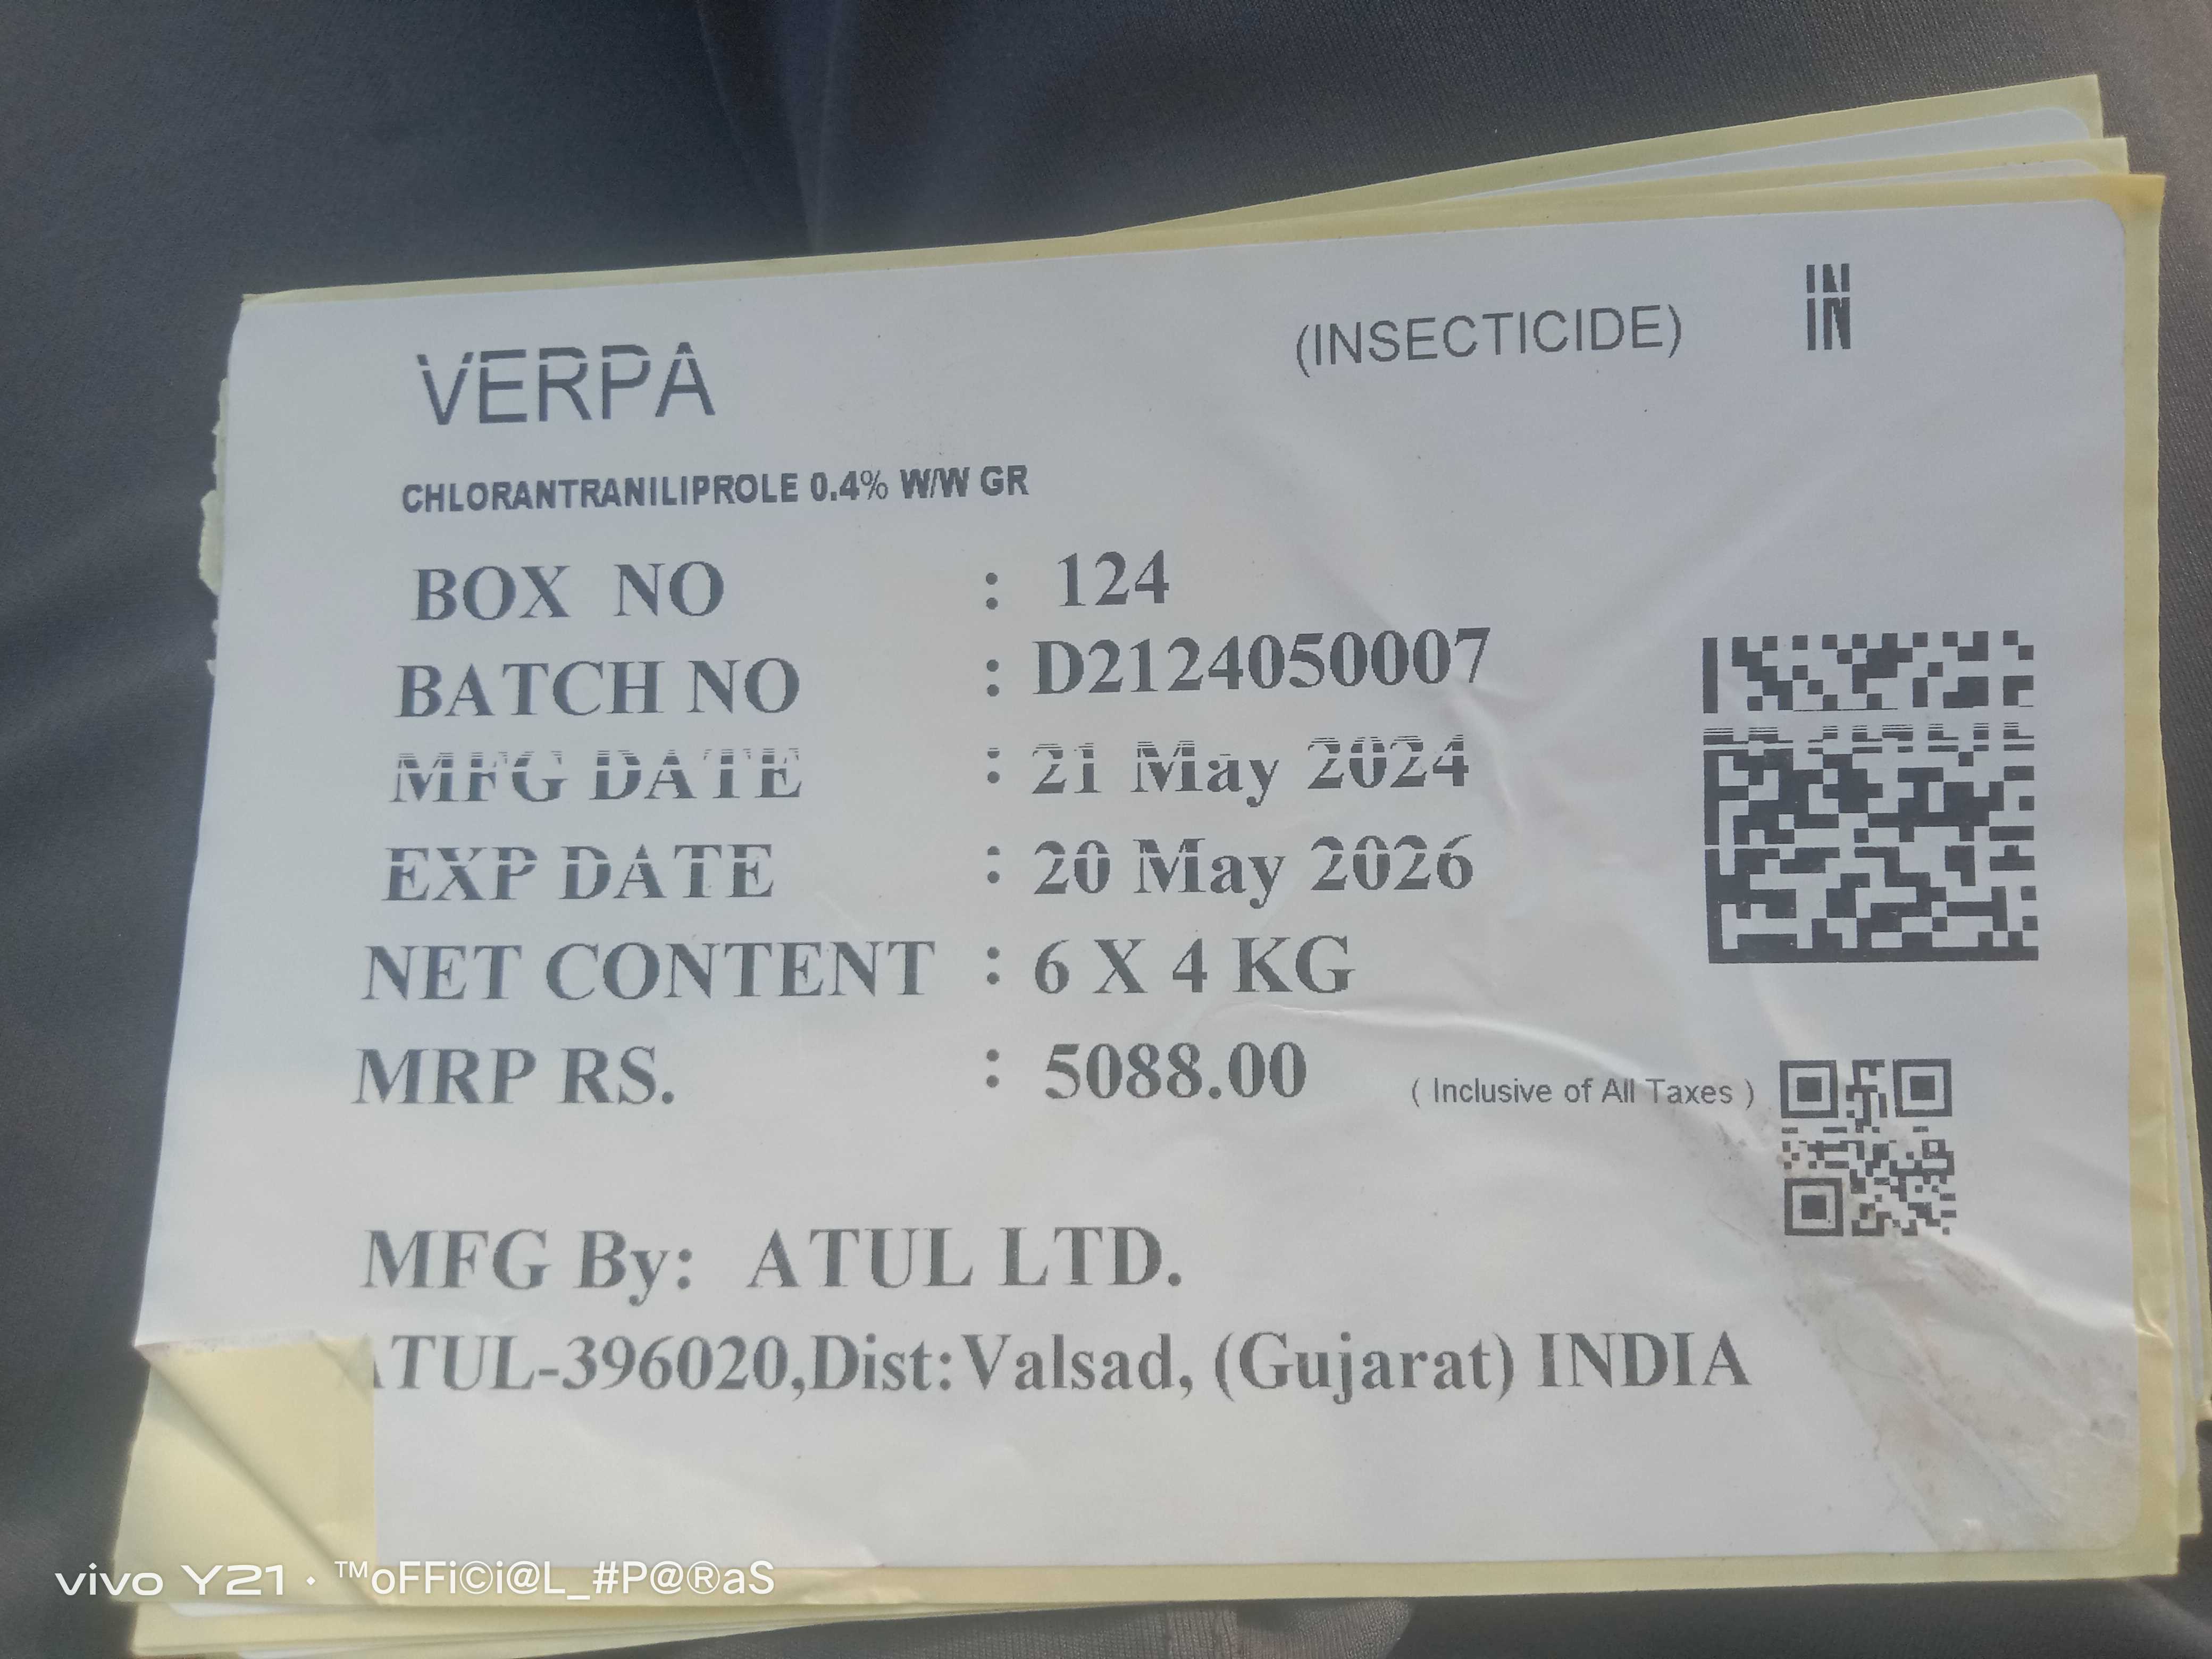 VERPA
(INSECTICIDE)
IN
CHLORANTRANILIPROLE 0.4% W/W GR
BOX NO : 124
BATCH NO : D2124050007
MFG DATE : 21 May 2024
EXP DATE : 20 May 2026
NET CONTENT : 6 X 4 KG
MRP RS. : 5088.00 ( Inclusive of All Taxes )
MFG By: ATUL LTD.
ATUL-396020,Dist:Valsad, (Gujarat) INDIA
vivo Y21 · ™oFFi©i@L_#P@®aS